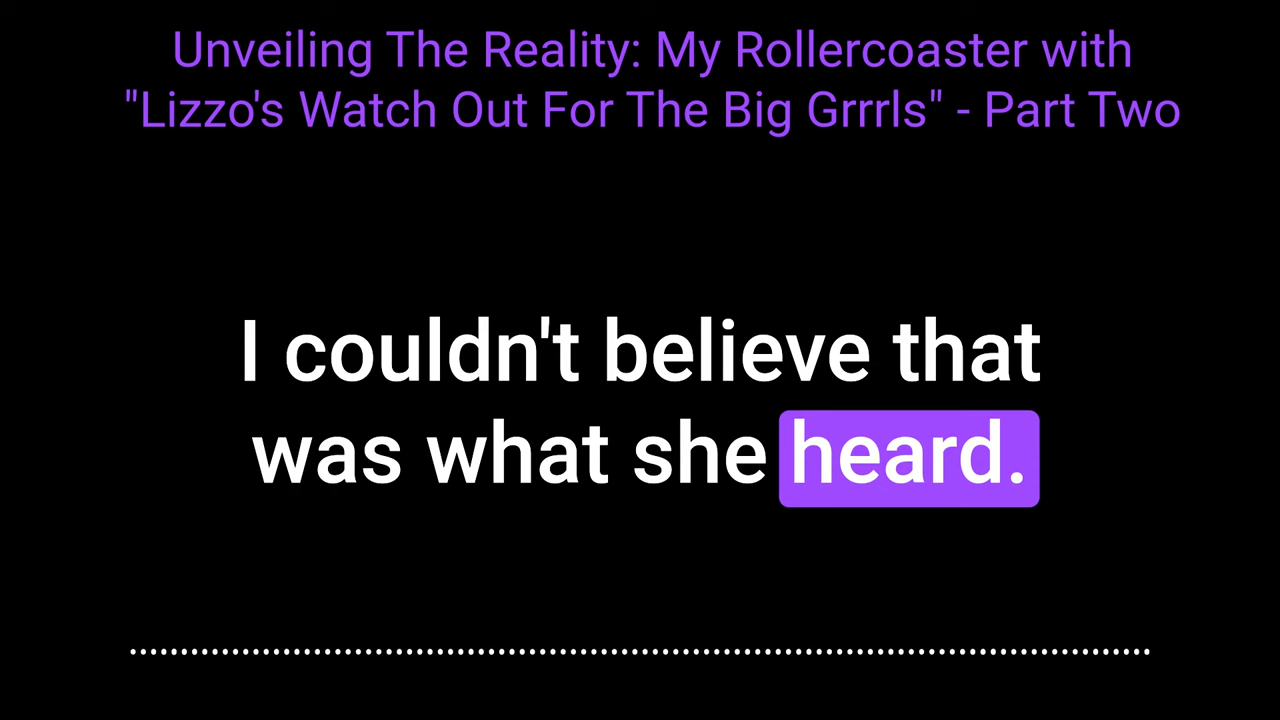 Unveiling The Reality: My Rollercoaster with
"Lizzo's Watch Out For The Big Grrrls" - Part Two
I couldn't believe that
was what she heard.